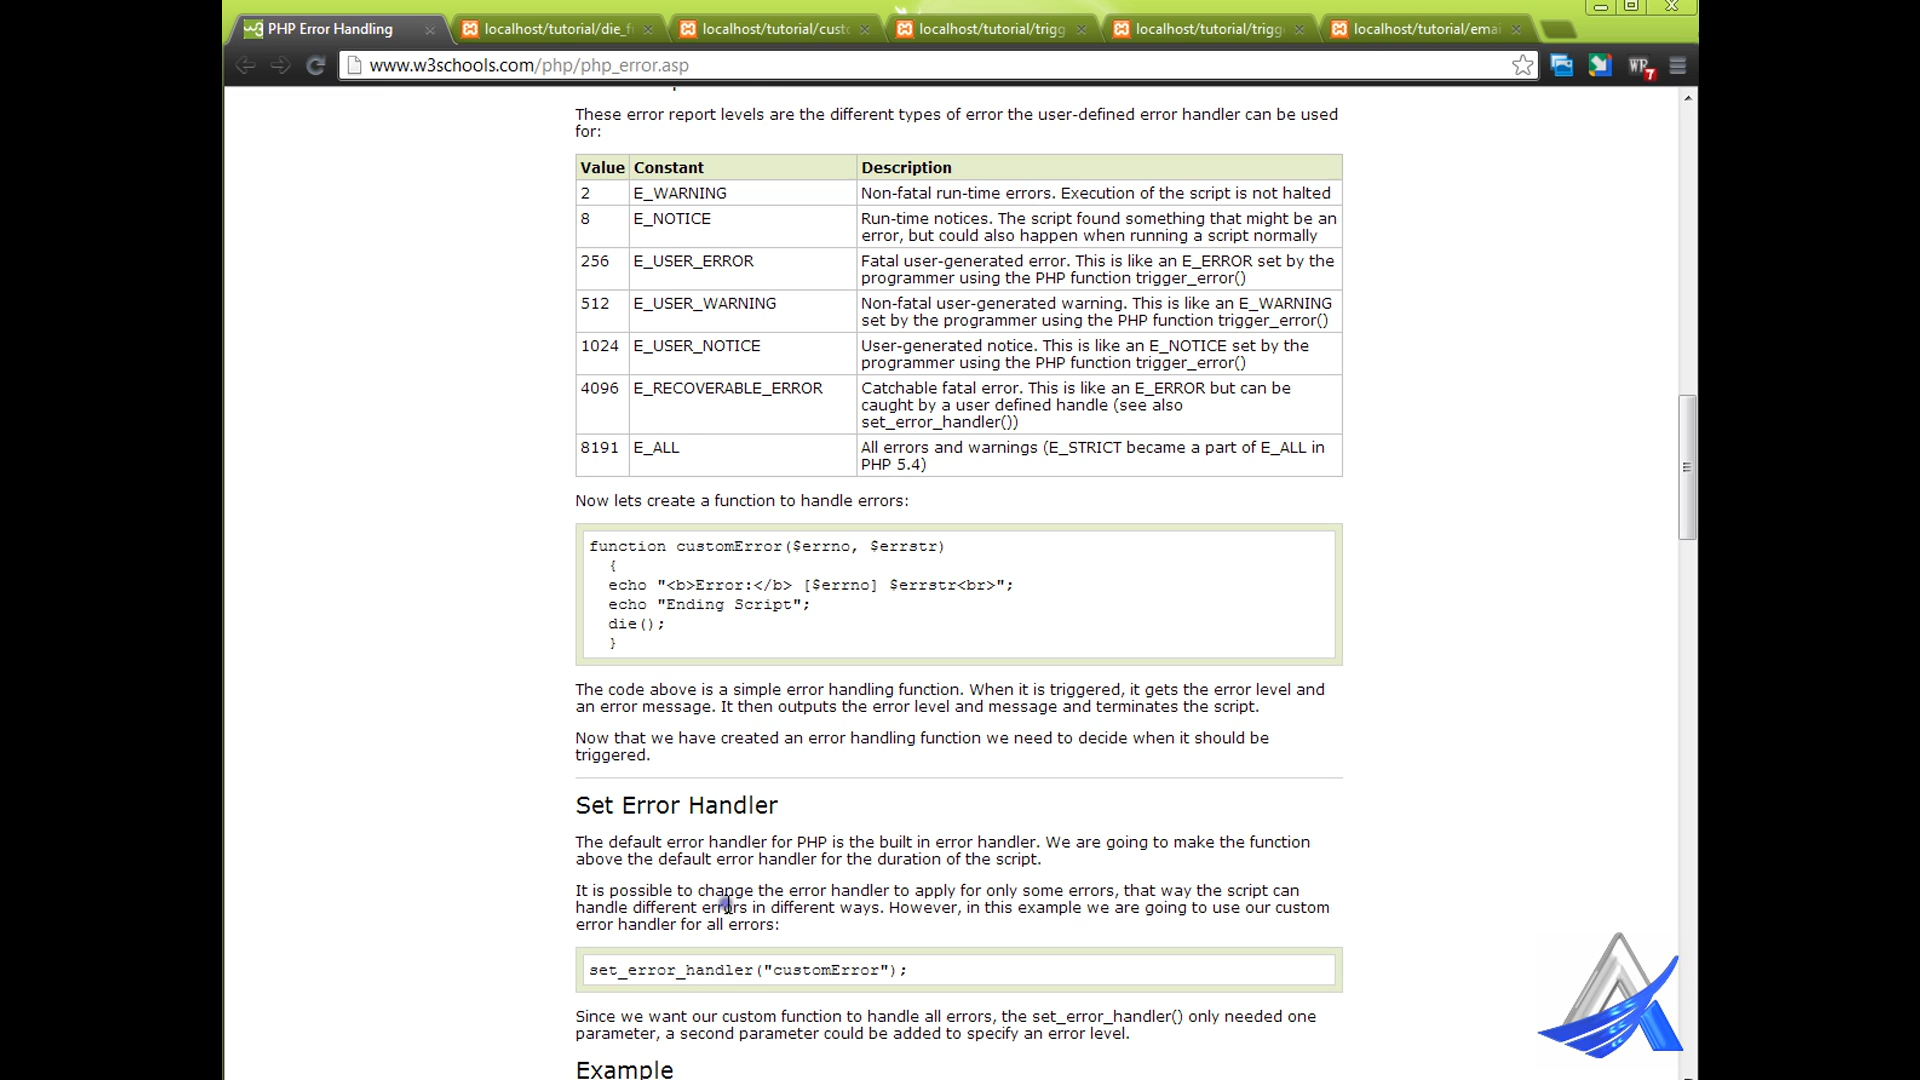 PHP Error Handling
localhost/tutorial/die_f
localhost/tutorial/custo
localhost/tutorial/trigg
localhost/tutorial/trigg
localhost/tutorial/emai
www.w3schools.com/php/php_error.asp
WP
7
These error report levels are the different types of error the user-defined error handler can be used
for:
Value Constant Description
2 E_WARNING Non-fatal run-time errors. Execution of the script is not halted
8 E_NOTICE Run-time notices. The script found something that might be an
error, but could also happen when running a script normally
256 E_USER_ERROR Fatal user-generated error. This is like an E_ERROR set by the
programmer using the PHP function trigger_error()
512 E_USER_WARNING Non-fatal user-generated warning. This is like an E_WARNING
set by the programmer using the PHP function trigger_error()
1024 E_USER_NOTICE User-generated notice. This is like an E_NOTICE set by the
programmer using the PHP function trigger_error()
4096 E_RECOVERABLE_ERROR Catchable fatal error. This is like an E_ERROR but can be
caught by a user defined handle (see also
set_error_handler())
8191 E_ALL All errors and warnings (E_STRICT became a part of E_ALL in
PHP 5.4)
Now lets create a function to handle errors:
function customError($errno, $errstr)
{
echo "<b>Error:</b> [$errno] $errstr<br>";
echo "Ending Script";
die();
}
The code above is a simple error handling function. When it is triggered, it gets the error level and
an error message. It then outputs the error level and message and terminates the script.
Now that we have created an error handling function we need to decide when it should be
triggered.
Set Error Handler
The default error handler for PHP is the built in error handler. We are going to make the function
above the default error handler for the duration of the script.
It is possible to change the error handler to apply for only some errors, that way the script can
handle different errors in different ways. However, in this example we are going to use our custom
error handler for all errors:
set_error_handler("customError");
Since we want our custom function to handle all errors, the set_error_handler() only needed one
parameter, a second parameter could be added to specify an error level.
Example